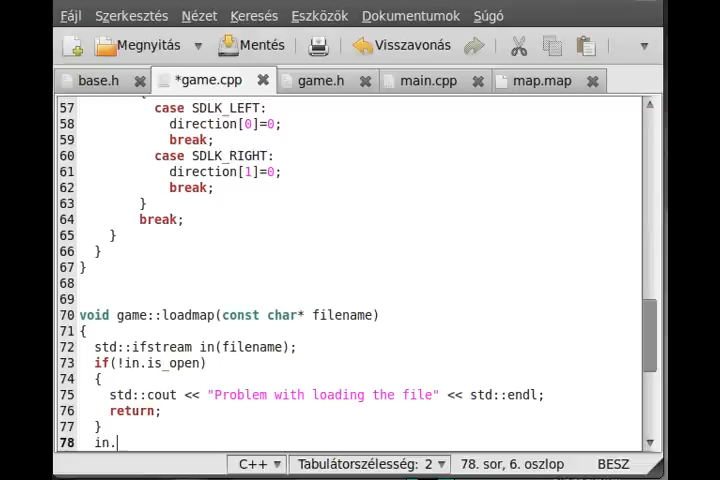 Fájl Szerkesztés Nézet Keresés Eszközök Dokumentumok Súgó
Megnyitás Mentés Visszavonás
base.h *game.cpp game.h main.cpp map.map
57 case SDLK_LEFT:
58 direction[0]=0;
59 break;
60 case SDLK_RIGHT:
61 direction[1]=0;
62 break;
63 }
64 break;
65 }
66 }
67 }
68
69
70 void game::loadmap(const char* filename)
71 {
72 std::ifstream in(filename);
73 if(!in.is_open)
74 {
75 std::cout << "Problem with loading the file" << std::endl;
76 return;
77 }
78 in.
C++ Tabulátorszélesség: 2 78. sor, 6. oszlop BESZ